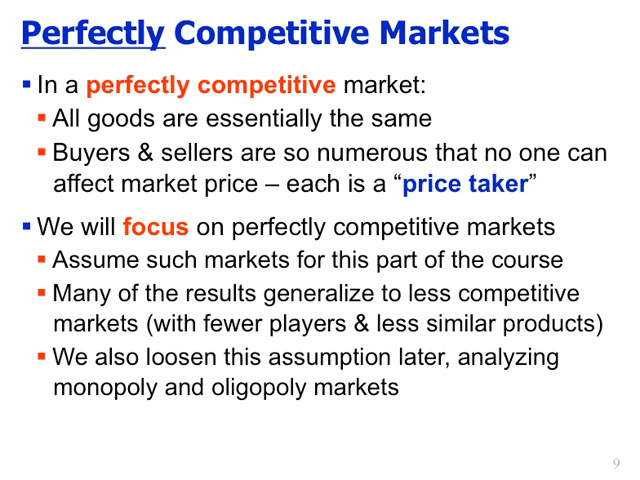 Perfectly Competitive Markets
▪ In a perfectly competitive market:
▪ All goods are essentially the same
▪ Buyers & sellers are so numerous that no one can
affect market price – each is a “price taker”
▪ We will focus on perfectly competitive markets
▪ Assume such markets for this part of the course
▪ Many of the results generalize to less competitive
markets (with fewer players & less similar products)
▪ We also loosen this assumption later, analyzing
monopoly and oligopoly markets
9